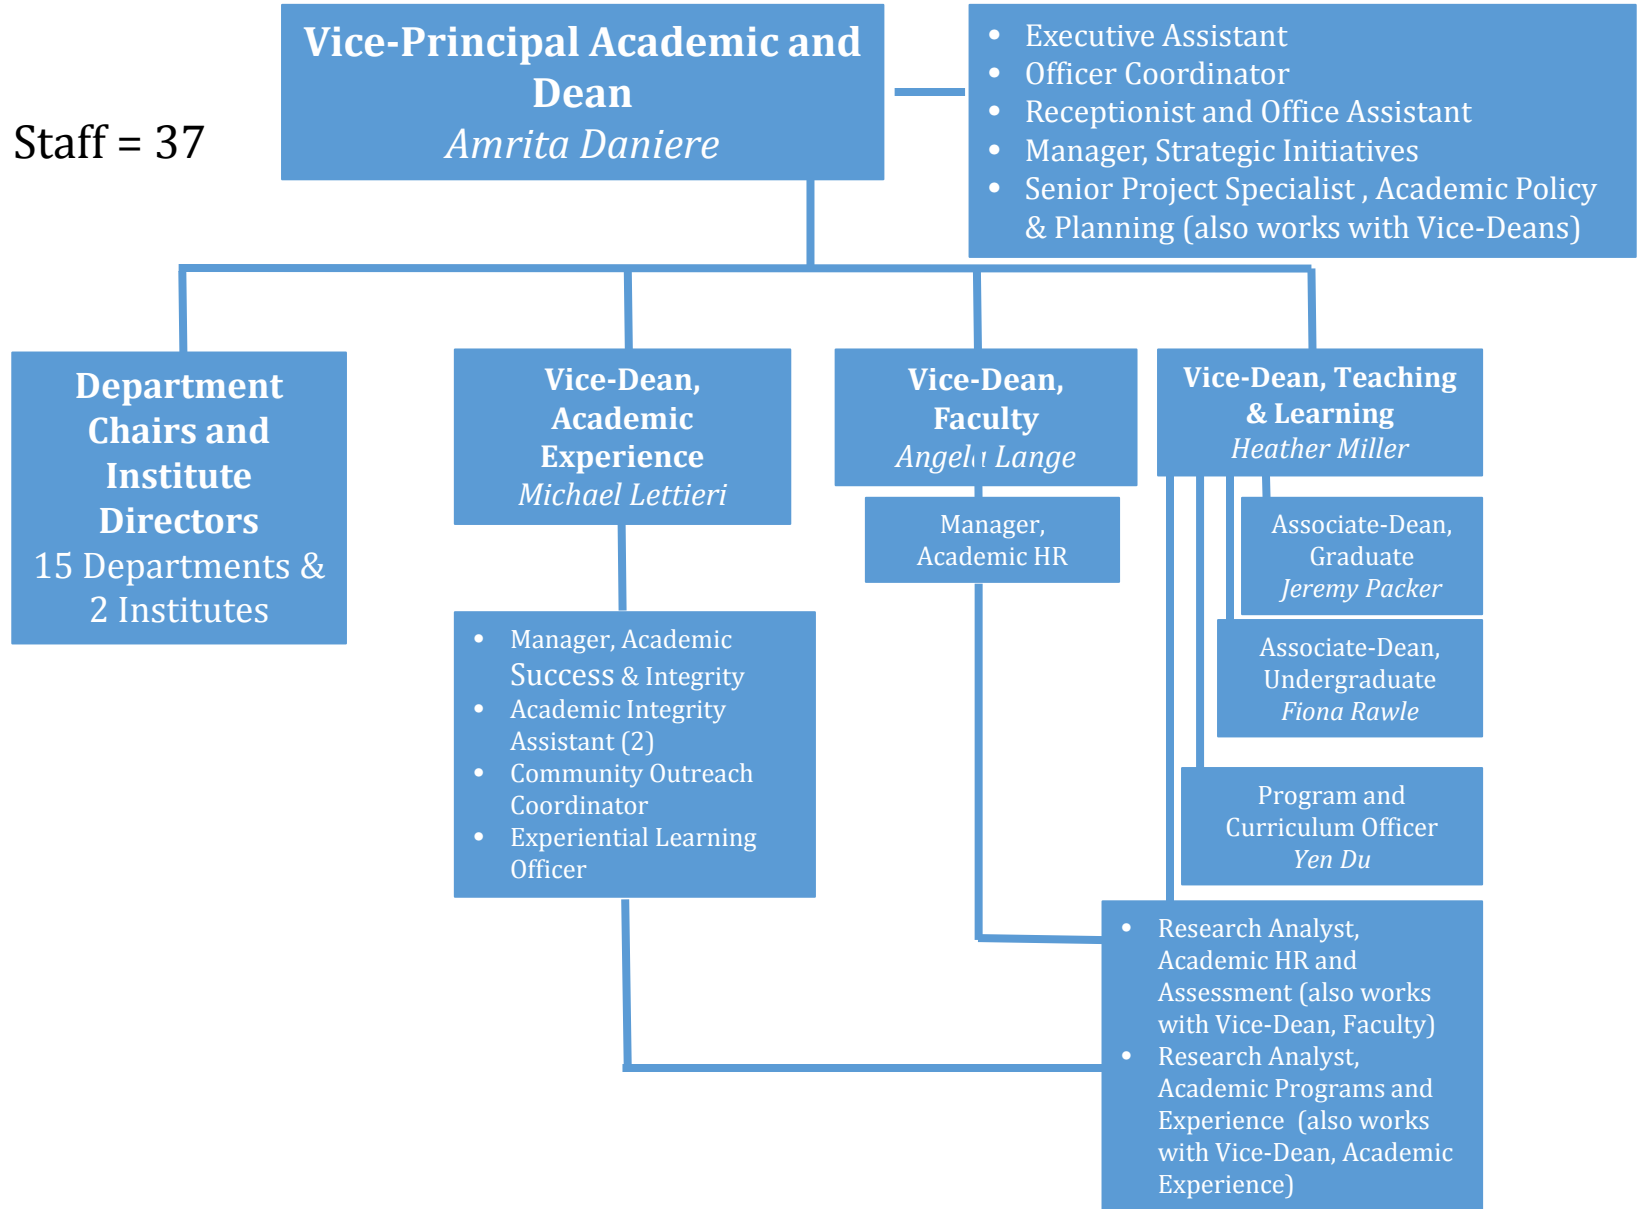 Vice-Principal Academic and
Dean
Amrita Daniere
• Executive Assistant
• Officer Coordinator
• Receptionist and Office Assistant
• Manager, Strategic Initiatives
• Senior Project Specialist , Academic Policy
& Planning (also works with Vice-Deans)
Staff = 37
Department
Chairs and
Institute
Directors
15 Departments &
2 Institutes
Vice-Dean,
Academic
Experience
Michael Lettieri
Vice-Dean,
Faculty
Angela Lange
Vice-Dean, Teaching
& Learning
Heather Miller
Manager,
Academic HR
Associate-Dean,
Graduate
Jeremy Packer
Associate-Dean,
Undergraduate
Fiona Rawle
• Manager, Academic
Success & Integrity
• Academic Integrity
Assistant (2)
• Community Outreach
Coordinator
• Experiential Learning
Officer
Program and
Curriculum Officer
Yen Du
• Research Analyst,
Academic HR and
Assessment (also works
with Vice-Dean, Faculty)
• Research Analyst,
Academic Programs and
Experience (also works
with Vice-Dean, Academic
Experience)